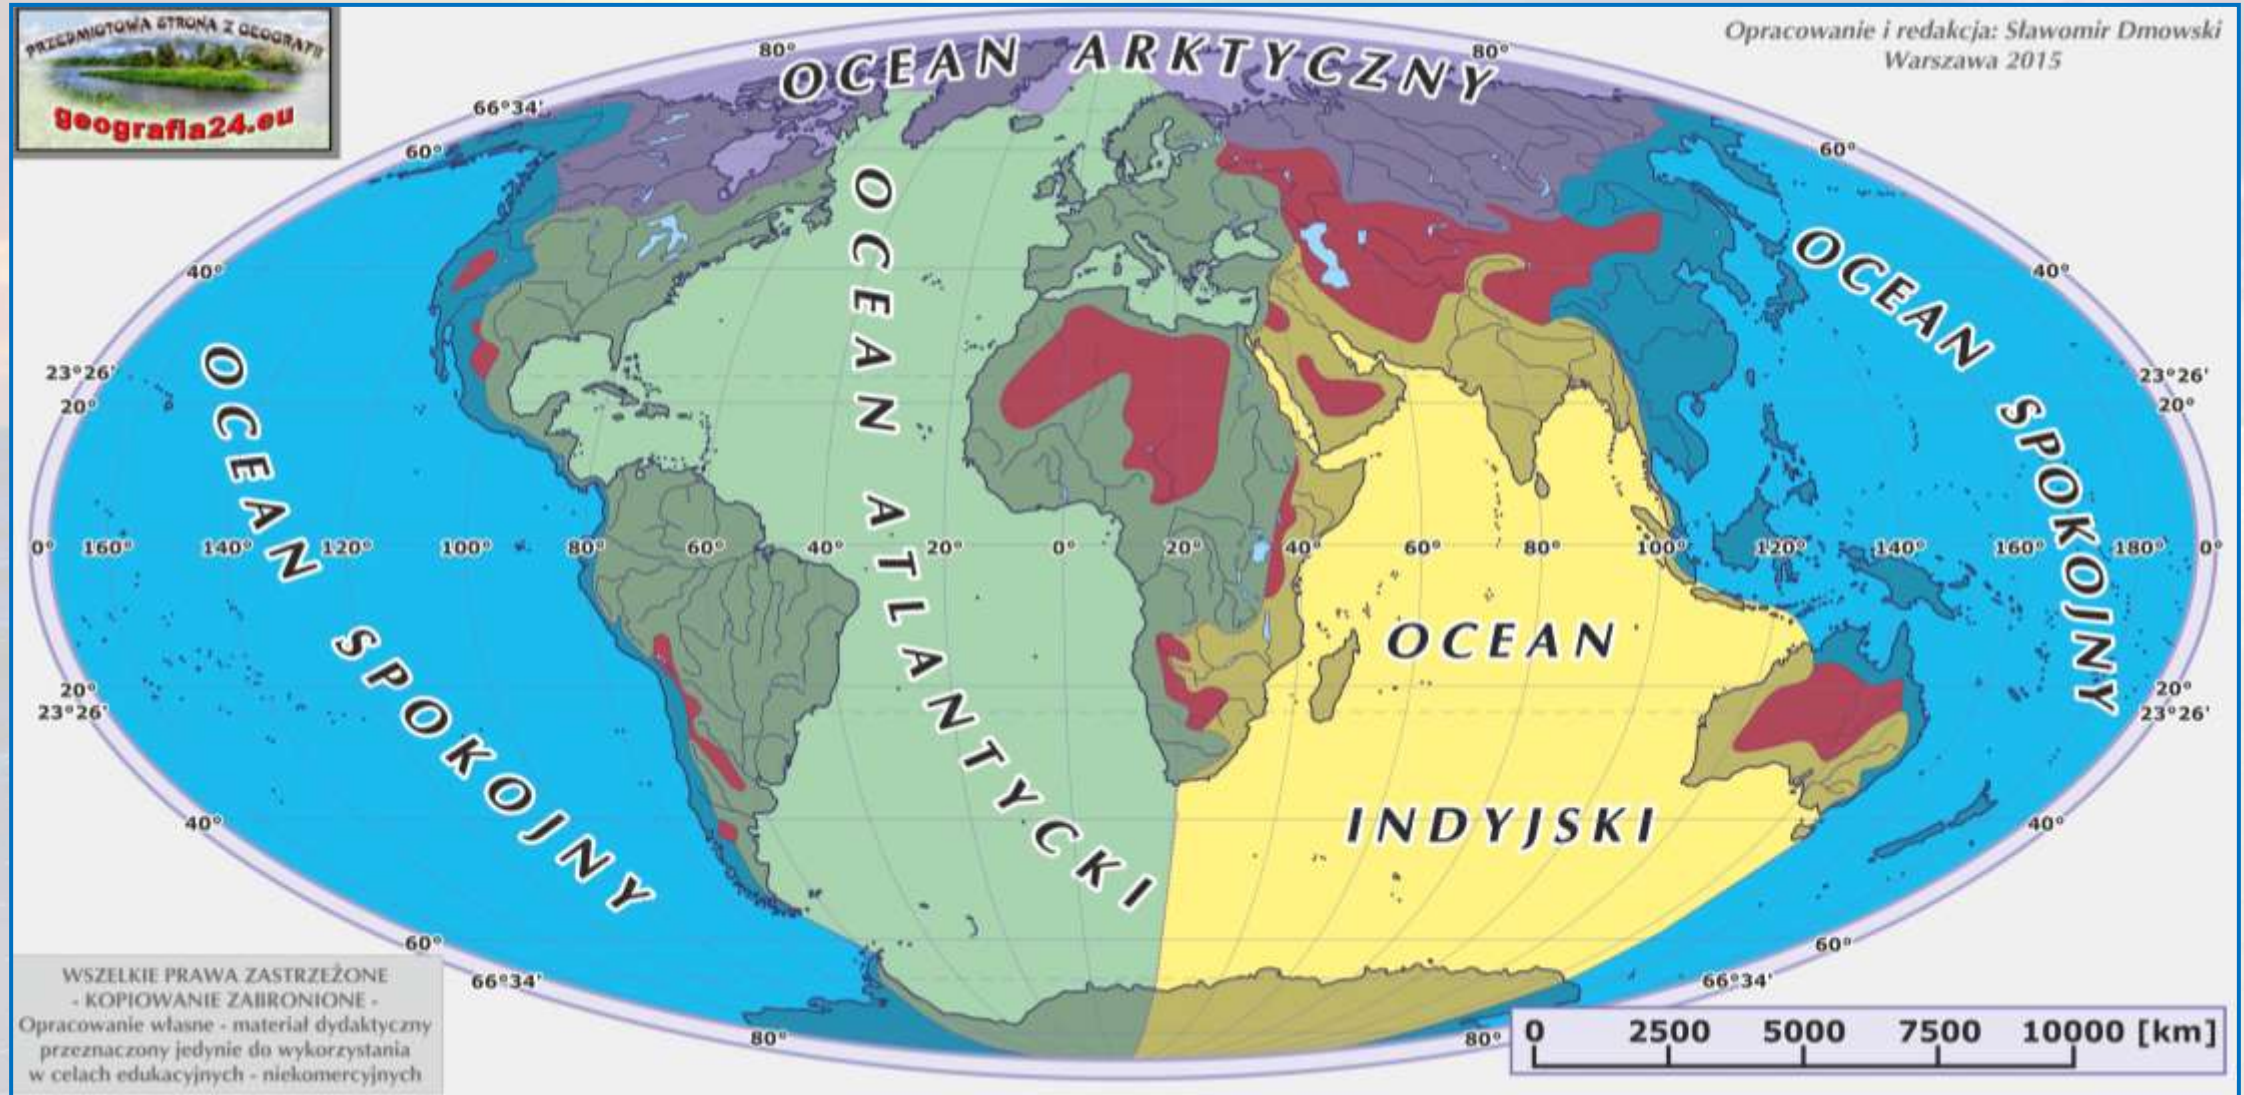 PRZEDMIOTOWA STRONA Z GEOGRAFII
geografia24.eu
Opracowanie i redakcja: Sławomir Dmowski
Warszawa 2015
80°
80°
OCEAN ARKTYCZNY
66°34'
60°
60°
40°
40°
23°26'
23°26'
20°
20°
OCEAN SPOKOJNY
OCEAN ATLANTYCKI
OCEAN SPOKOJNY
0° 160° 140° 120° 100° 80° 60° 40° 20° 0° 20° 40° 60° 80° 100° 120° 140° 160° 180° 0°
OCEAN
INDYJSKI
20°
20°
23°26'
23°26'
40°
40°
60°
60°
66°34'
66°34'
80°
80°
WSZELKIE PRAWA ZASTRZEŻONE
- KOPIOWANIE ZABRONIONE -
Opracowanie własne - materiał dydaktyczny
przeznaczony jedynie do wykorzystania
w celach edukacyjnych - niekomercyjnych
0 2500 5000 7500 10000 [km]